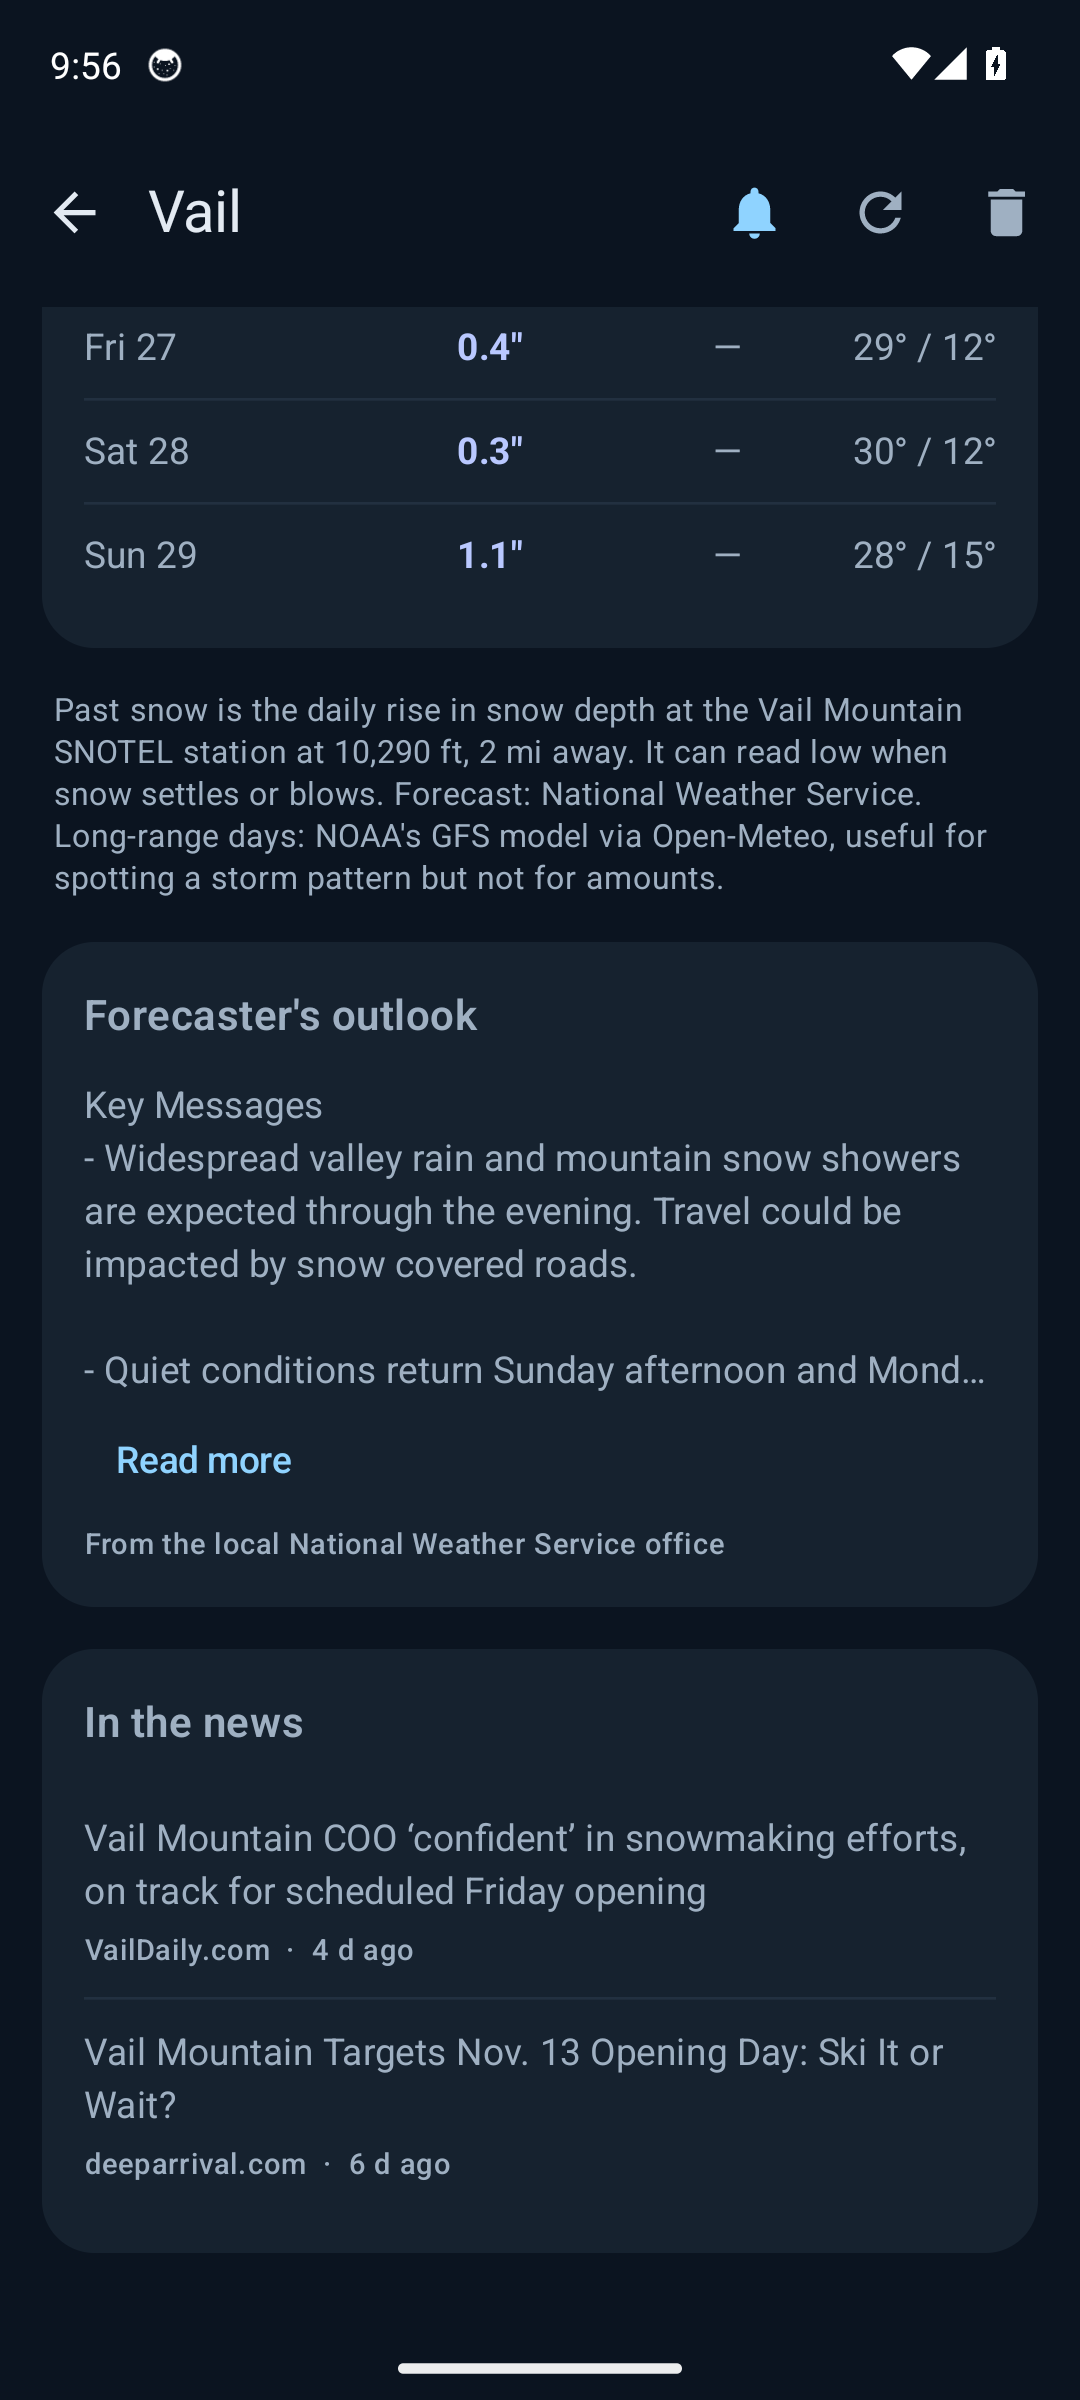 9:56
Vail
Fri 27 0.4" — 29° / 12°
Sat 28 0.3" — 30° / 12°
Sun 29 1.1" — 28° / 15°
Past snow is the daily rise in snow depth at the Vail Mountain
SNOTEL station at 10,290 ft, 2 mi away. It can read low when
snow settles or blows. Forecast: National Weather Service.
Long-range days: NOAA's GFS model via Open-Meteo, useful for
spotting a storm pattern but not for amounts.
Forecaster's outlook
Key Messages
- Widespread valley rain and mountain snow showers
are expected through the evening. Travel could be
impacted by snow covered roads.
- Quiet conditions return Sunday afternoon and Mond…
Read more
From the local National Weather Service office
In the news
Vail Mountain COO ‘confident’ in snowmaking efforts,
on track for scheduled Friday opening
VailDaily.com · 4 d ago
Vail Mountain Targets Nov. 13 Opening Day: Ski It or
Wait?
deeparrival.com · 6 d ago